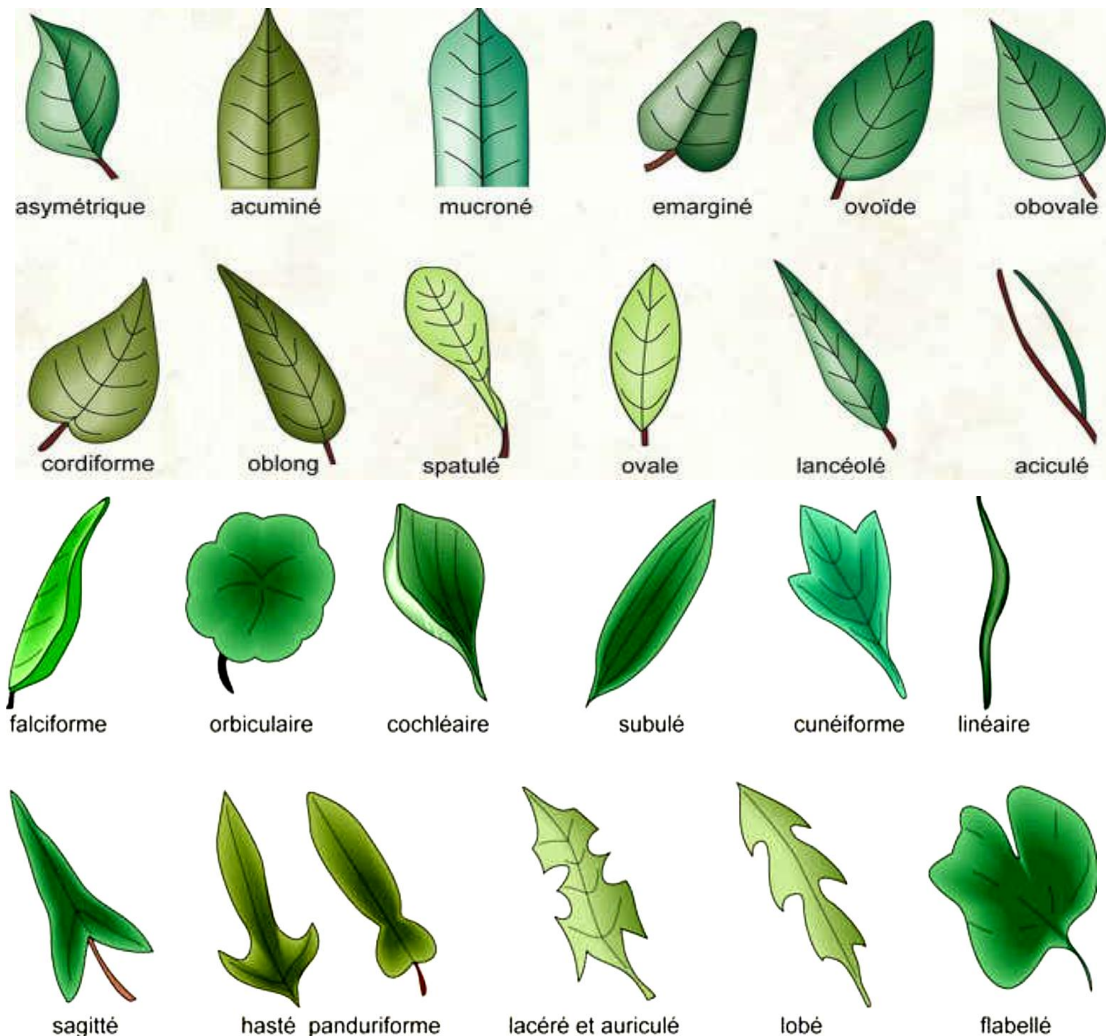 asymétrique acuminé mucroné emarginé ovoïde obovale
cordiforme oblong spatulé ovale lancéolé aciculé
falciforme orbiculaire cochléaire subulé cunéiforme linéaire
sagitté hasté panduriforme lacéré et auriculé lobé flabellé